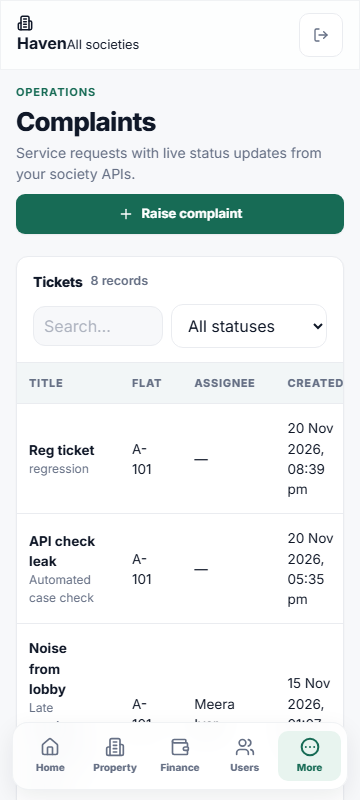 HavenAll societies
OPERATIONS
Complaints
Service requests with live status updates from
your society APIs.
+ Raise complaint
Tickets 8 records
Search... All statuses
TITLE FLAT ASSIGNEE CREATED
Reg ticket
regression
A-
101
—
20 Nov
2026,
08:39
pm
API check
leak
Automated
case check
A-
101
—
20 Nov
2026,
05:35
pm
Noise
from
lobby
Late
A-
Meera
15 Nov
2026,
Home Property Finance Users More